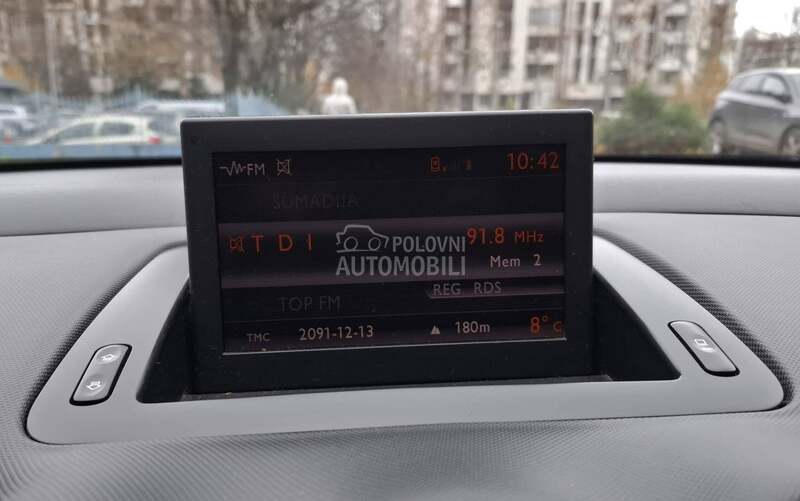 FM 10:42
SUMADIJA
T D I 91.8 MHz
POLOVNI
AUTOMOBILI
Mem 2
REG RDS
TOP FM
TMC 2091-12-13 180m 8°C